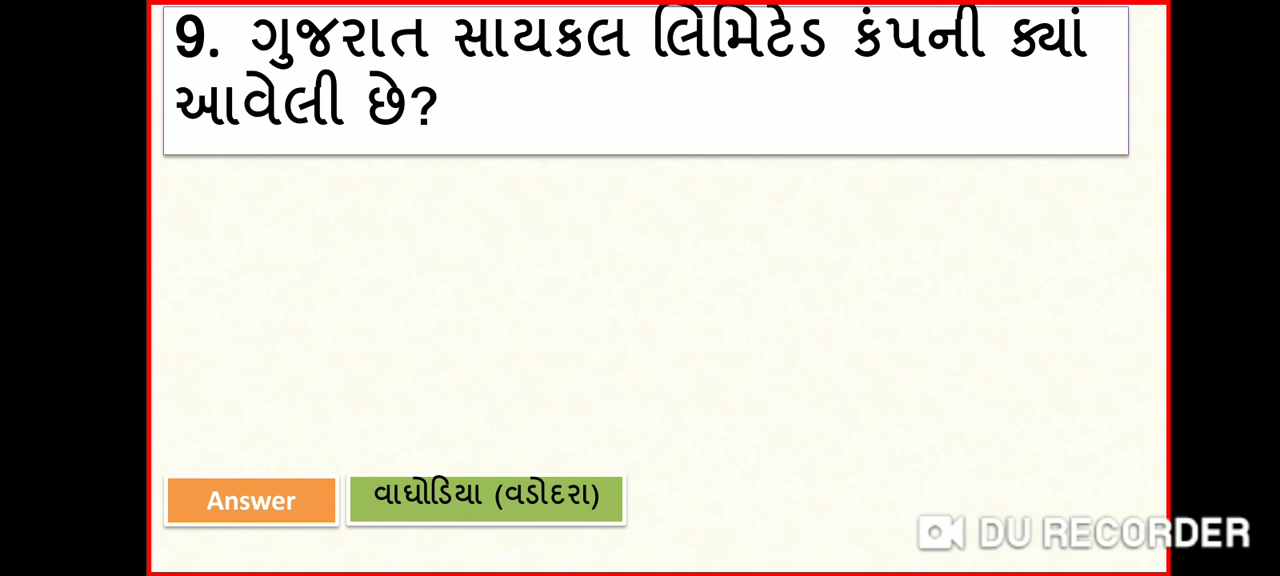 9. ગુજરાત સાયકલ લિમિટેડ કંપની ક્યાં
આવેલી છે?
Answer
વાઘોડિયા (વડોદરા)
DU RECORDER